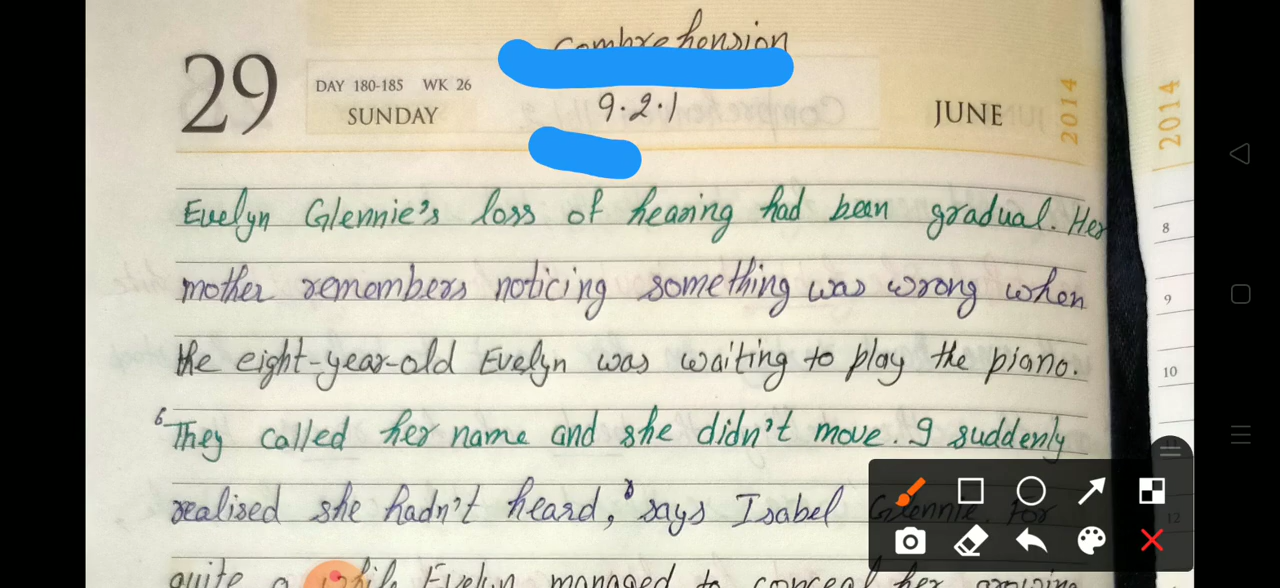 Comprehension
29
DAY 180-185 WK 26
SUNDAY
9.2.1
JUNE
2014
2014
Evelyn Glennie's loss of hearing had been gradual. Her
mother remembers noticing something was wrong when
the eight-year-old Evelyn was waiting to play the piano.
"They called her name and she didn't move. I suddenly
realised she hadn't heard," says Isabel Glennie. For
quite a while Evelyn managed to conceal her growing
8
9
10
12